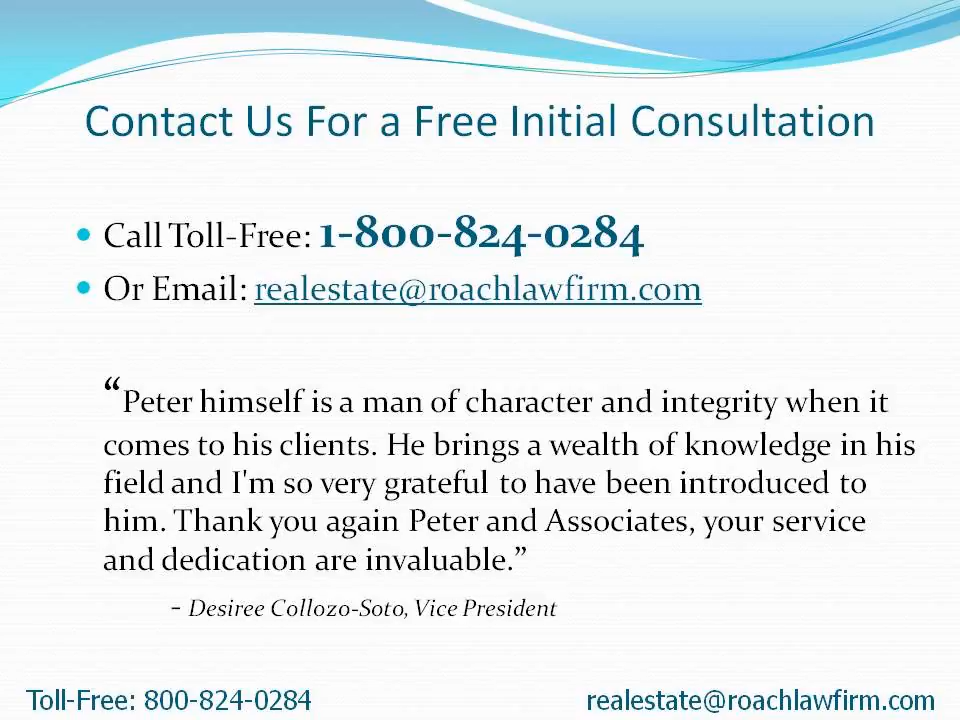 Contact Us For a Free Initial Consultation
• Call Toll-Free: 1-800-824-0284
• Or Email: realestate@roachlawfirm.com
“Peter himself is a man of character and integrity when it
comes to his clients. He brings a wealth of knowledge in his
field and I'm so very grateful to have been introduced to
him. Thank you again Peter and Associates, your service
and dedication are invaluable.”
- Desiree Collozo-Soto, Vice President
Toll-Free: 800-824-0284 realestate@roachlawfirm.com